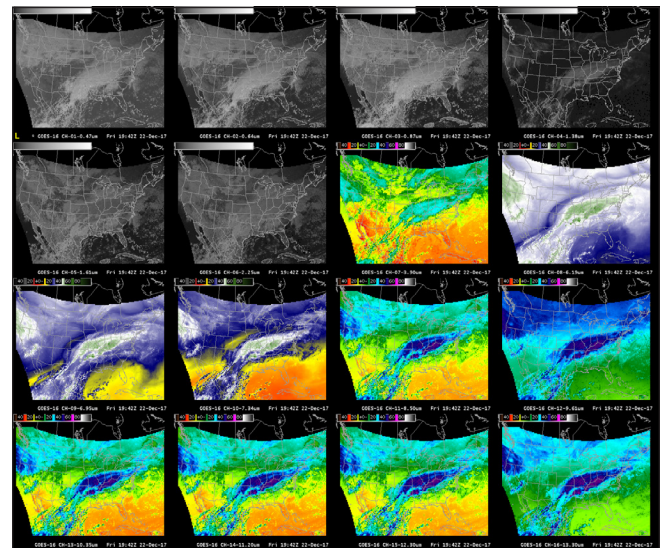 L * GOES-16 CH-01-0.47um Fri 19:42Z 22-Dec-17
GOES-16 CH-02-0.64um Fri 19:42Z 22-Dec-17
GOES-16 CH-03-0.87um Fri 19:42Z 22-Dec-17
GOES-16 CH-04-1.38um Fri 19:42Z 22-Dec-17
GOES-16 CH-05-1.61um Fri 19:42Z 22-Dec-17
GOES-16 CH-06-2.25um Fri 19:42Z 22-Dec-17
GOES-16 CH-07-3.90um Fri 19:42Z 22-Dec-17
GOES-16 CH-08-6.19um Fri 19:42Z 22-Dec-17
GOES-16 CH-09-6.95um Fri 19:42Z 22-Dec-17
GOES-16 CH-10-7.34um Fri 19:42Z 22-Dec-17
GOES-16 CH-11-8.50um Fri 19:42Z 22-Dec-17
GOES-16 CH-12-9.61um Fri 19:42Z 22-Dec-17
GOES-16 CH-13-10.35um Fri 19:42Z 22-Dec-17
GOES-16 CH-14-11.20um Fri 19:42Z 22-Dec-17
GOES-16 CH-15-12.30um Fri 19:42Z 22-Dec-17
GOES-16 CH-16-13.30um Fri 19:42Z 22-Dec-17